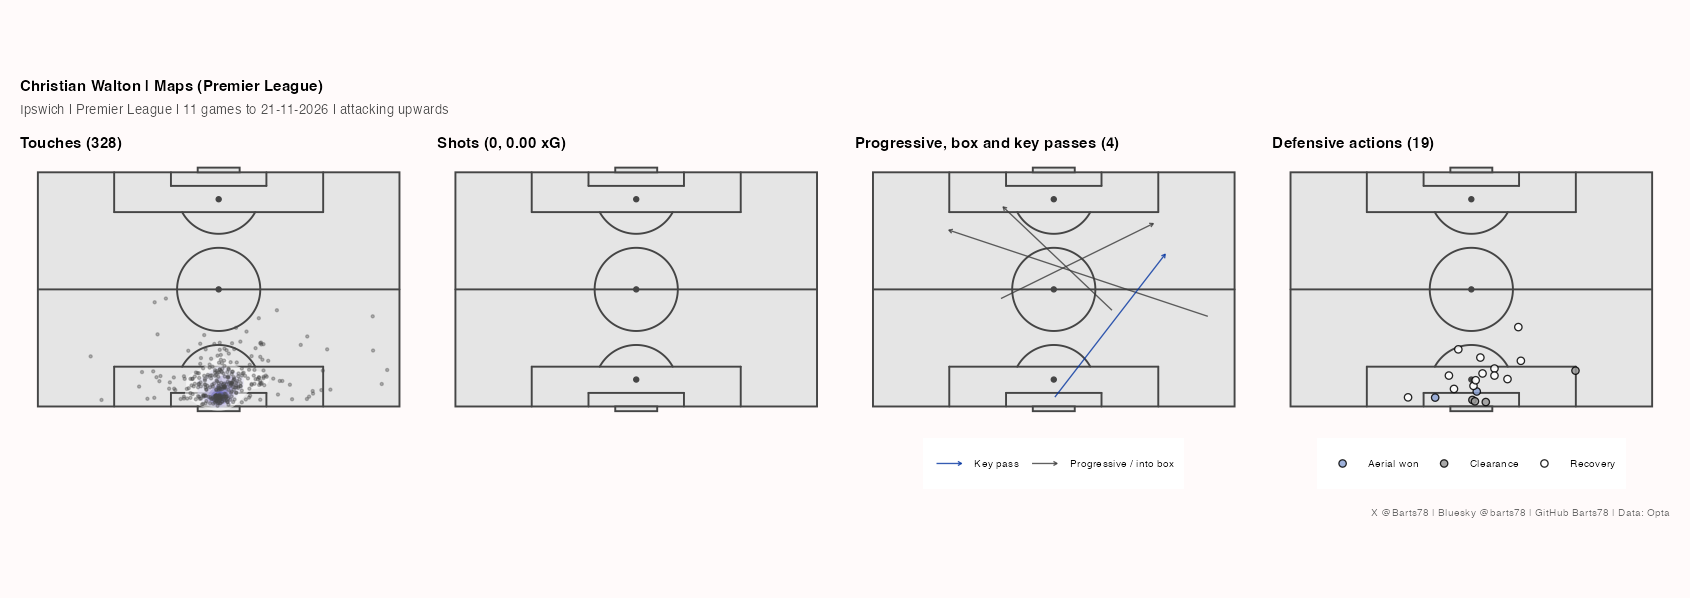 Christian Walton | Maps (Premier League)
Ipswich | Premier League | 11 games to 21-11-2026 | attacking upwards
Touches (328)
Shots (0, 0.00 xG)
Progressive, box and key passes (4)
Defensive actions (19)
Key pass
Progressive / into box
Aerial won
Clearance
Recovery
X @Barts78 | Bluesky @barts78 | GitHub Barts78 | Data: Opta